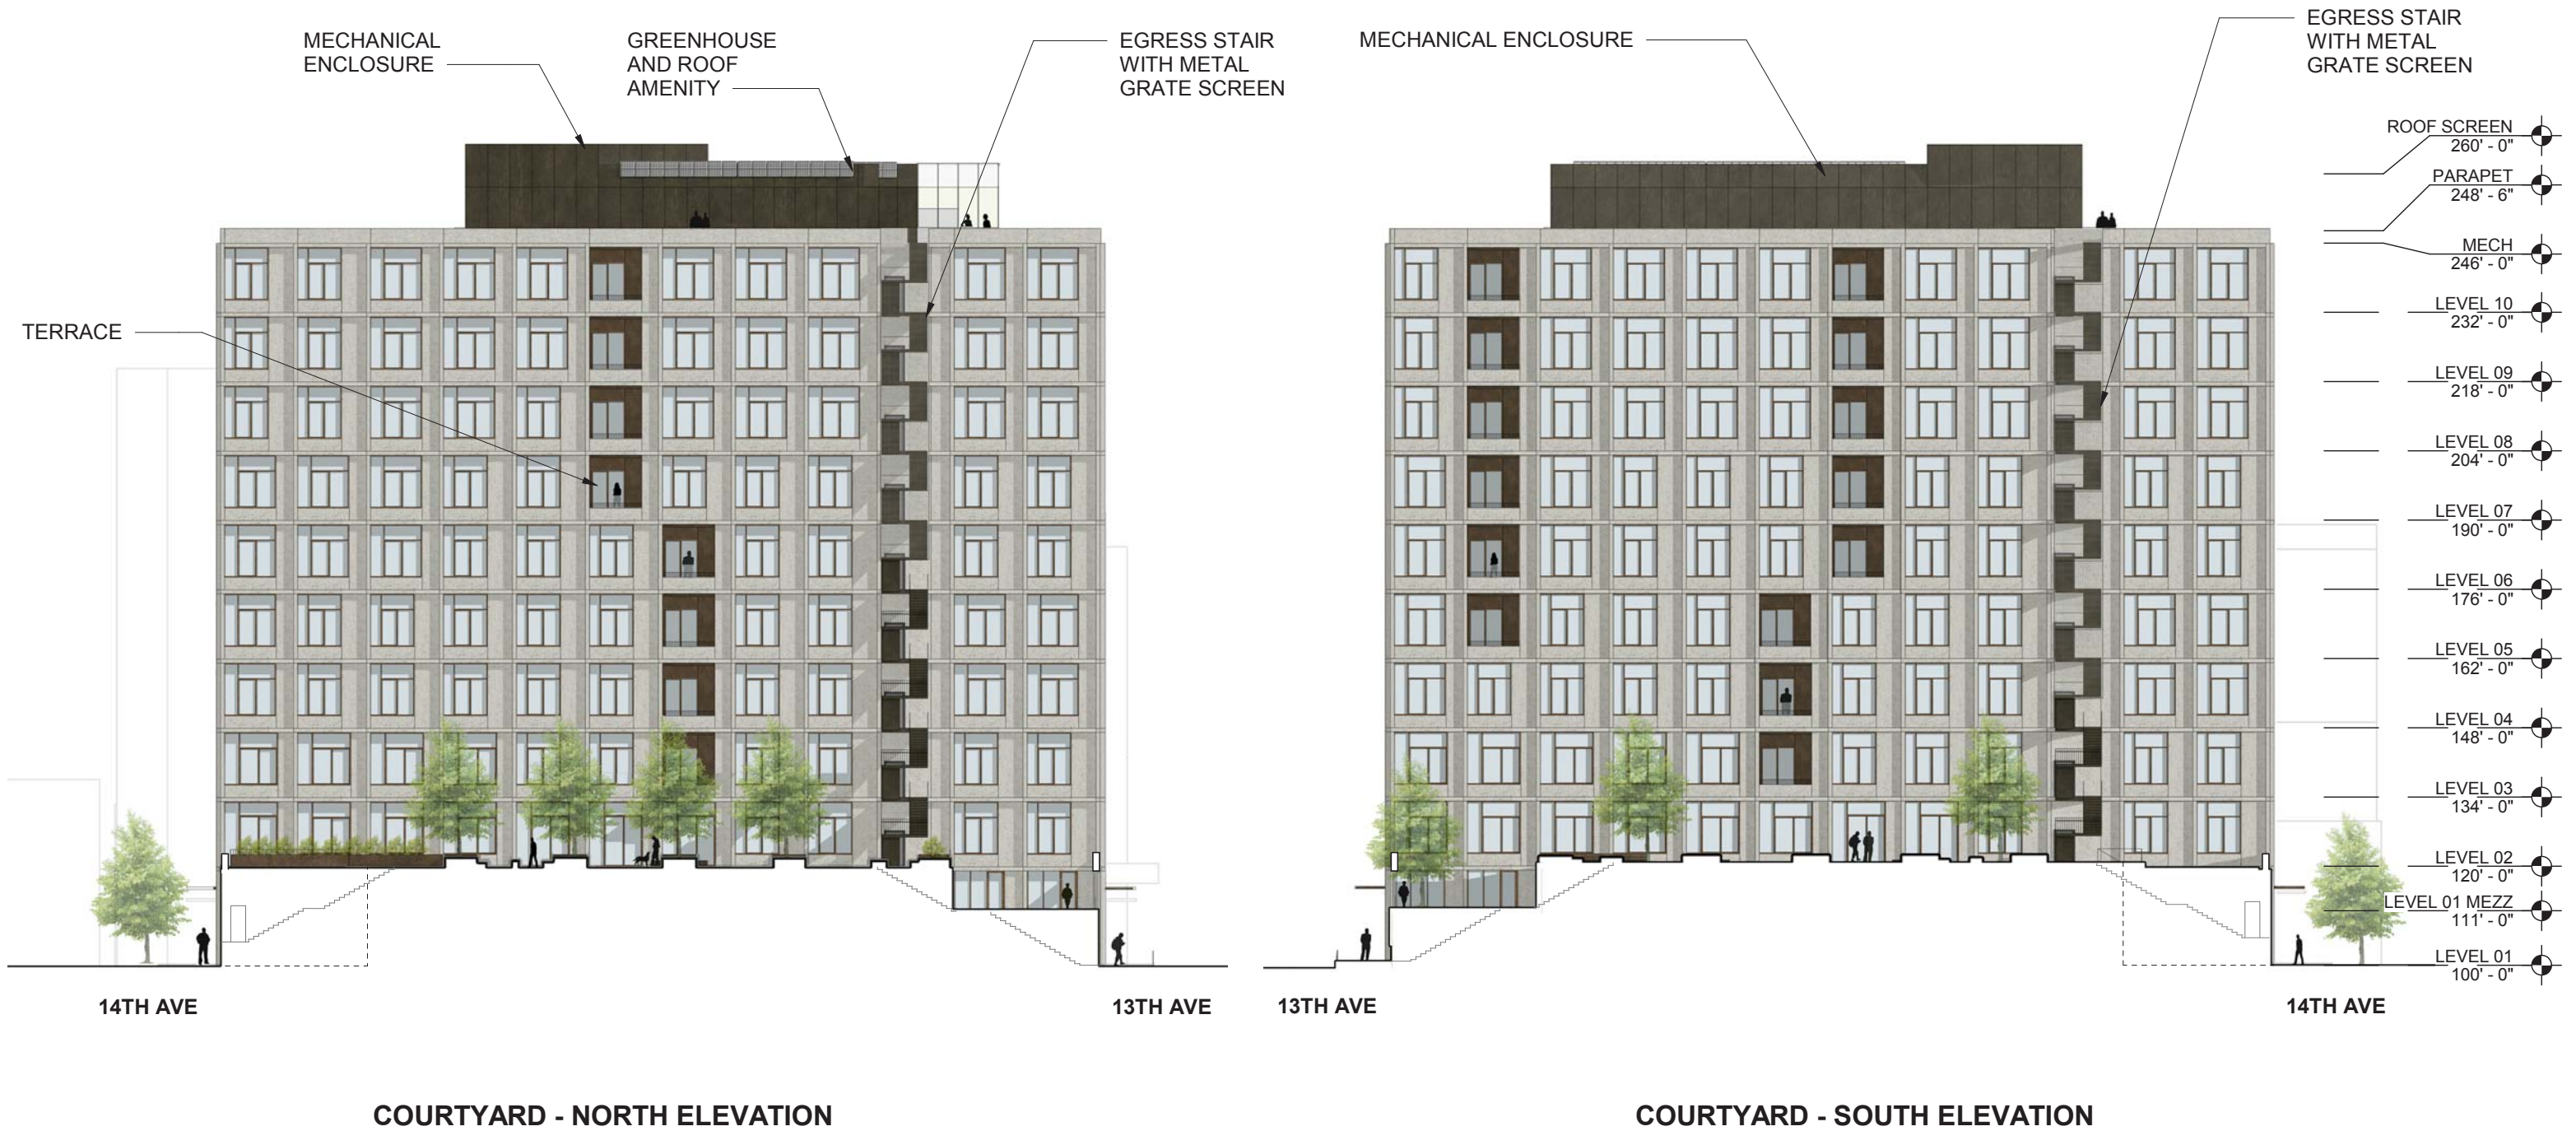 MECHANICAL
ENCLOSURE
GREENHOUSE
AND ROOF
AMENITY
EGRESS STAIR
WITH METAL
GRATE SCREEN
TERRACE
14TH AVE
13TH AVE
COURTYARD - NORTH ELEVATION
MECHANICAL ENCLOSURE
EGRESS STAIR
WITH METAL
GRATE SCREEN
ROOF SCREEN
260' - 0"
PARAPET
248' - 6"
MECH
246' - 0"
LEVEL 10
232' - 0"
LEVEL 09
218' - 0"
LEVEL 08
204' - 0"
LEVEL 07
190' - 0"
LEVEL 06
176' - 0"
LEVEL 05
162' - 0"
LEVEL 04
148' - 0"
LEVEL 03
134' - 0"
LEVEL 02
120' - 0"
LEVEL 01 MEZZ
111' - 0"
LEVEL 01
100' - 0"
13TH AVE
14TH AVE
COURTYARD - SOUTH ELEVATION